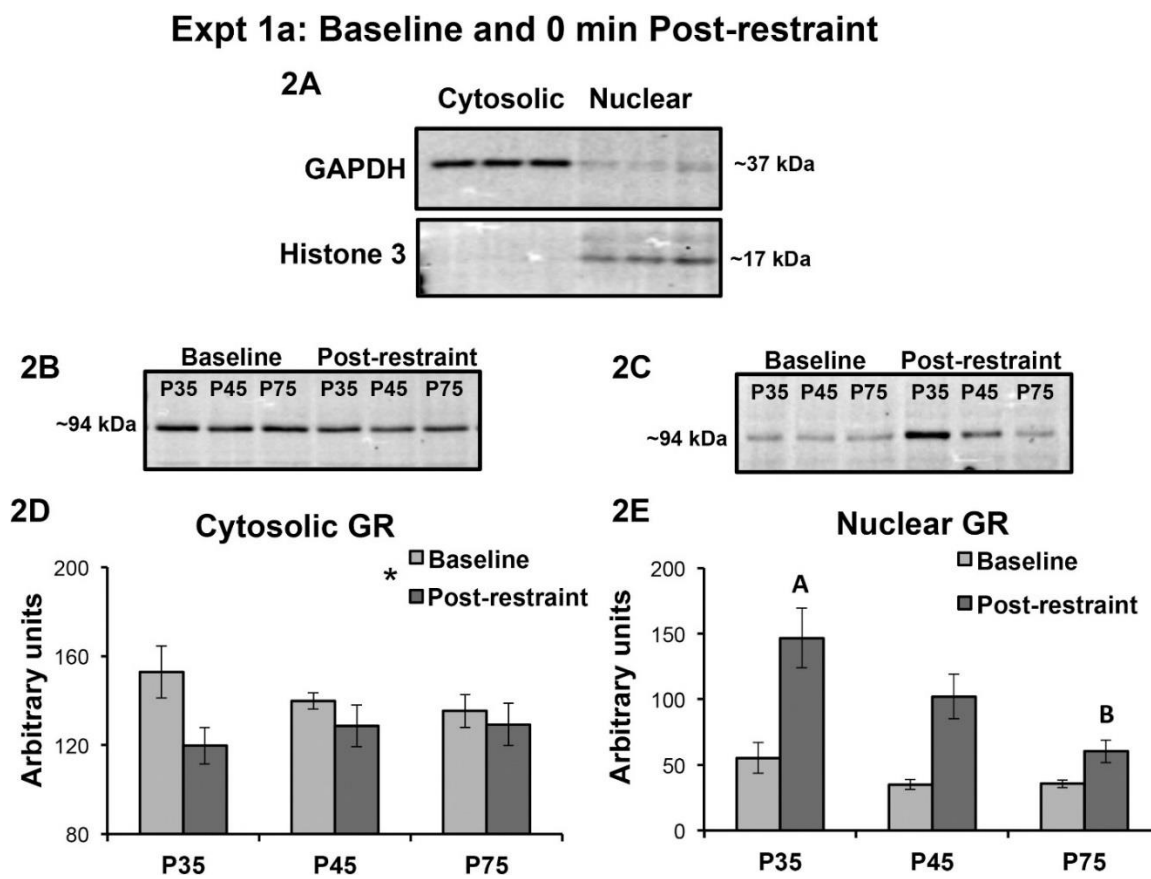 Expt 1a: Baseline and 0 min Post-restraint
2A
Cytosolic Nuclear
GAPDH
~37 kDa
Histone 3
~17 kDa
2B
Baseline Post-restraint
P35 P45 P75 P35 P45 P75
~94 kDa
2C
Baseline Post-restraint
P35 P45 P75 P35 P45 P75
~94 kDa
2D
Cytosolic GR
* Baseline
Post-restraint
Arbitrary units
200
160
120
80
P35 P45 P75
2E
Nuclear GR
Baseline
Post-restraint
Arbitrary units
200
150
100
50
0
A
B
P35 P45 P75